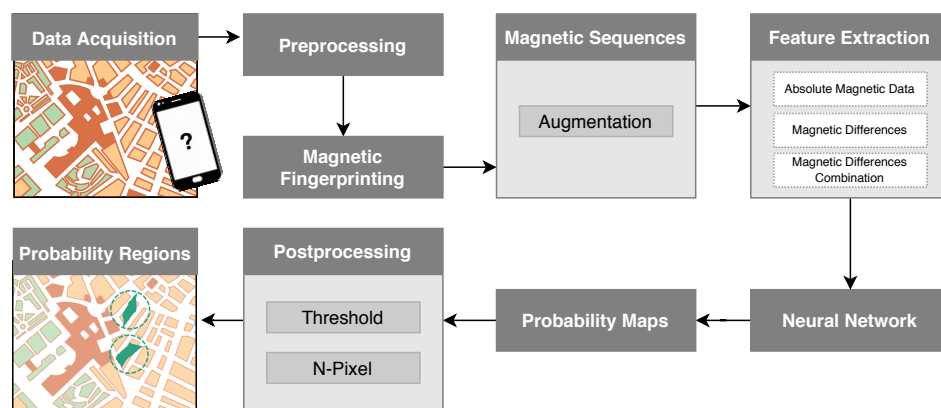 Data Acquisition
?
Preprocessing
Magnetic
Fingerprinting
Magnetic Sequences
Augmentation
Feature Extraction
Absolute Magnetic Data
Magnetic Differences
Magnetic Differences
Combination
Neural Network
Probability Maps
Postprocessing
Threshold
N-Pixel
Probability Regions